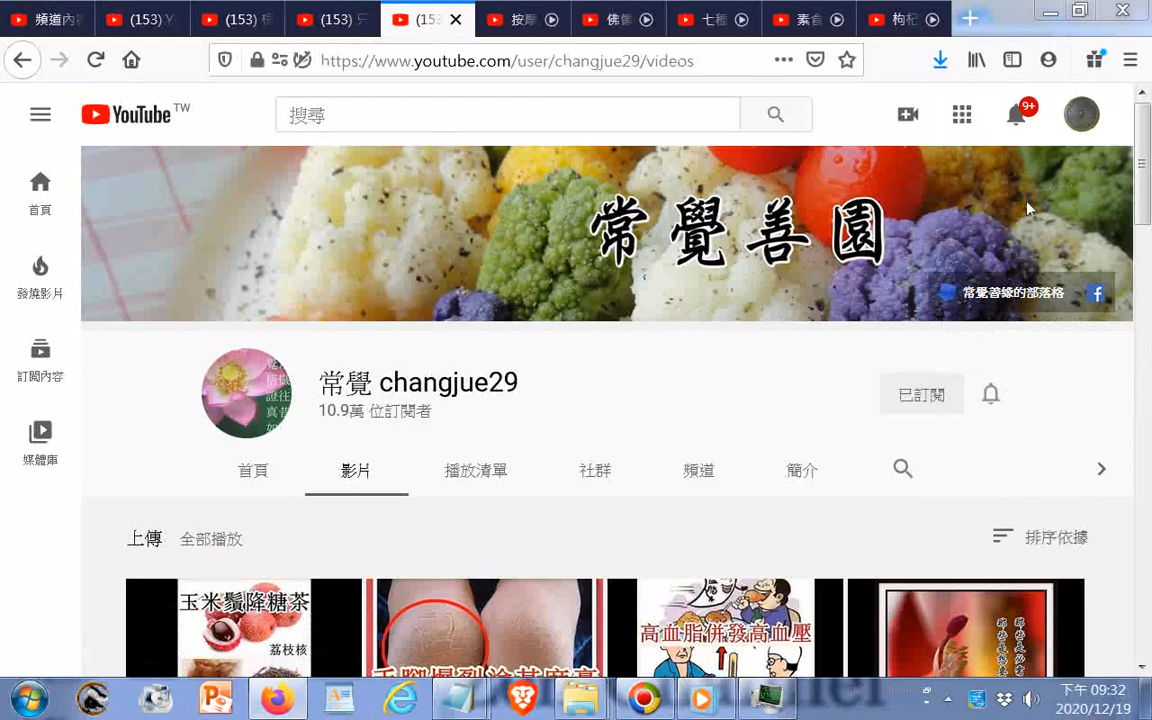 頻道內容
(153) Y
(153)
(153)
(153
按摩
佛像
七種
素食
枸杞
https://www.youtube.com/user/changjue29/videos
YouTube TW
搜尋
9+
首頁
發燒影片
訂閱內容
媒體庫
常覺善園
常覺善緣的部落格
常覺 changjue29
10.9萬 位訂閱者
已訂閱
首頁
影片
播放清單
社群
頻道
簡介
上傳
全部播放
排序依據
玉米鬚降糖茶
荔枝核
高血脂併發高血壓
下午 09:32
2020/12/19